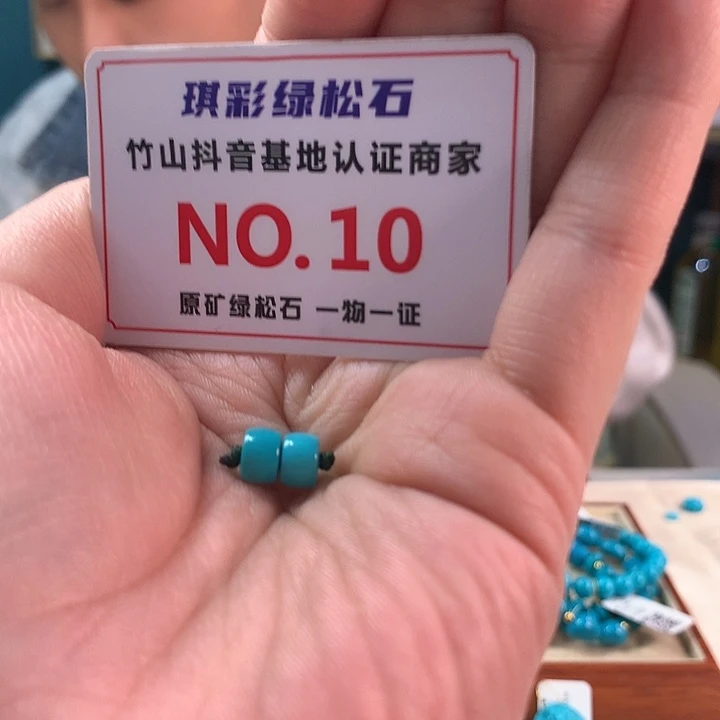 琪彩绿松石
竹山抖音基地认证商家
NO.10
原矿绿松石 一物一证